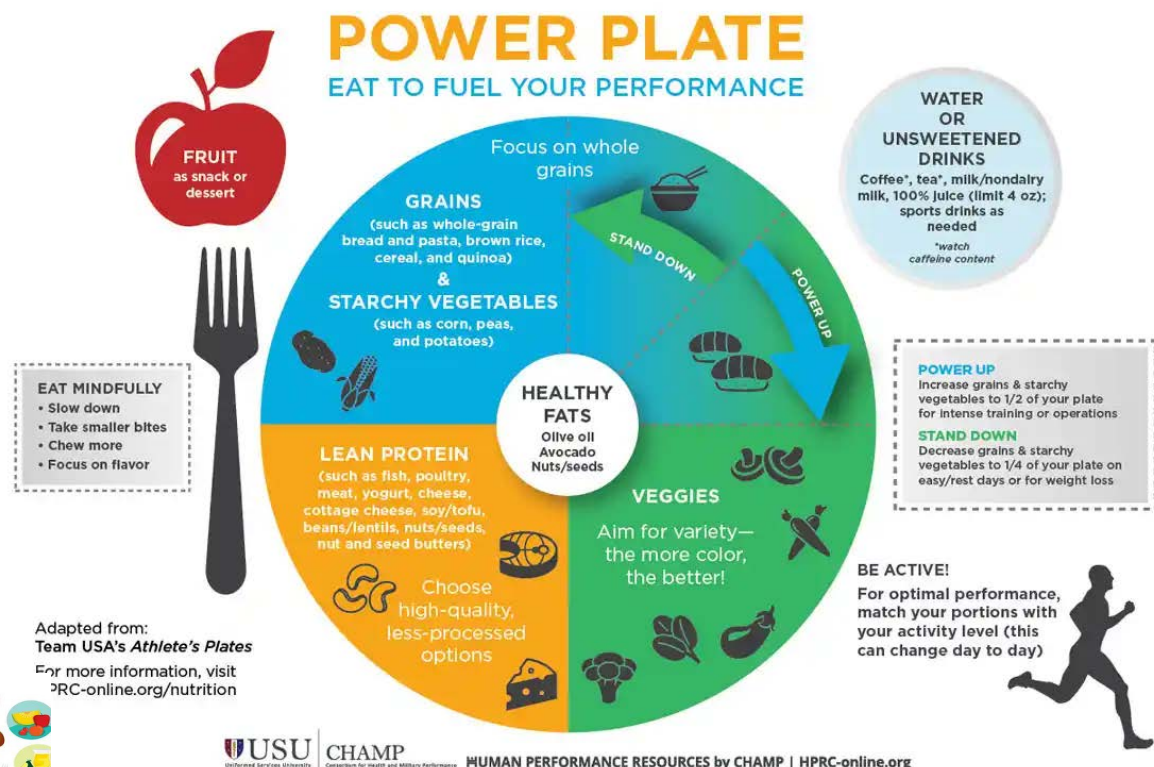 POWER PLATE
EAT TO FUEL YOUR PERFORMANCE
FRUIT
as snack or
dessert
WATER
OR
UNSWEETENED
DRINKS
Coffee*, tea*, milk/nondairy
milk, 100% juice (limit 4 oz);
sports drinks as
needed
*watch
caffeine content
Focus on whole
grains
GRAINS
(such as whole-grain
bread and pasta, brown rice,
cereal, and quinoa)
&
STARCHY VEGETABLES
(such as corn, peas,
and potatoes)
STAND DOWN
POWER UP
HEALTHY
FATS
Olive oil
Avocado
Nuts/seeds
EAT MINDFULLY
• Slow down
• Take smaller bites
• Chew more
• Focus on flavor
POWER UP
Increase grains & starchy
vegetables to 1/2 of your plate
for intense training or operations
STAND DOWN
Decrease grains & starchy
vegetables to 1/4 of your plate on
easy/rest days or for weight loss
LEAN PROTEIN
(such as fish, poultry,
meat, yogurt, cheese,
cottage cheese, soy/tofu,
beans/lentils, nuts/seeds,
nut and seed butters)
Choose
high-quality,
less-processed
options
VEGGIES
Aim for variety—
the more color,
the better!
BE ACTIVE!
For optimal performance,
match your portions with
your activity level (this
can change day to day)
Adapted from:
Team USA's Athlete's Plates
For more information, visit
PRC-online.org/nutrition
USU
Uniformed Services University
CHAMP
Consortium for Health and Military Performance
HUMAN PERFORMANCE RESOURCES by CHAMP | HPRC-online.org